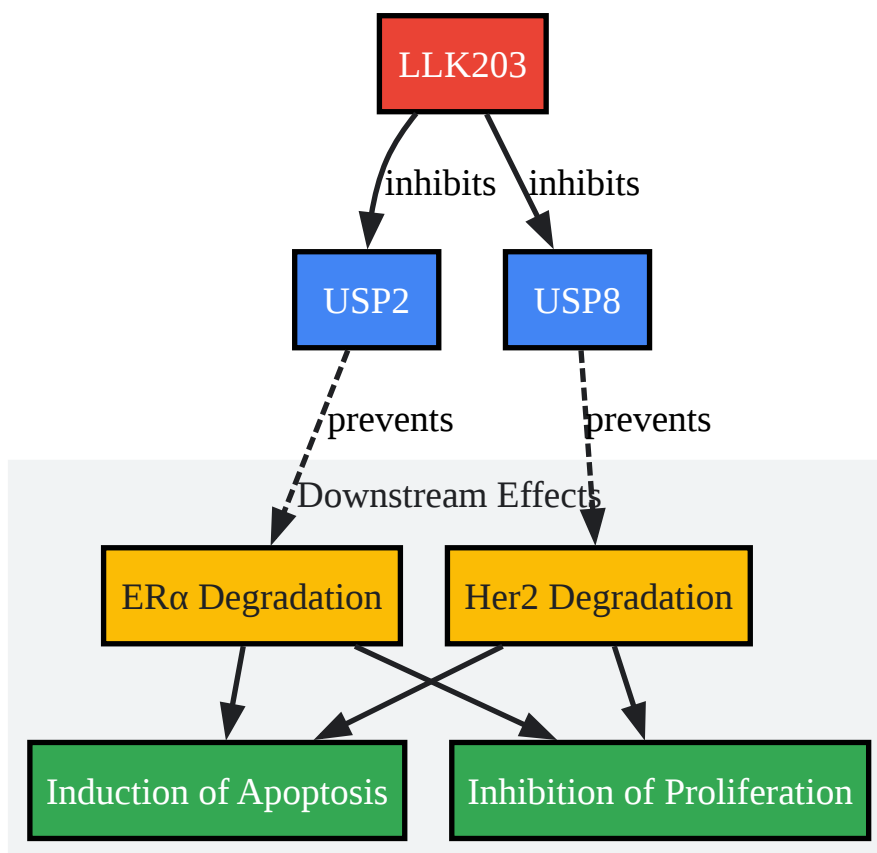 LLK203
inhibits
inhibits
USP2
USP8
prevents
prevents
Downstream Effects
ERα Degradation
Her2 Degradation
Induction of Apoptosis
Inhibition of Proliferation